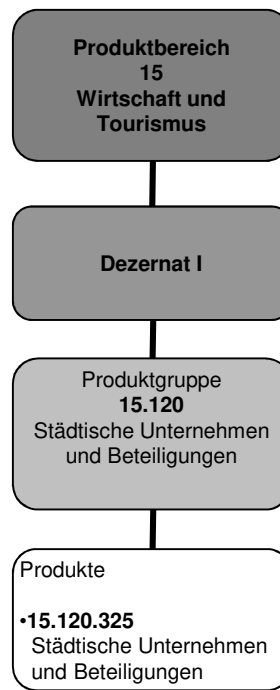 Produktbereich
15
Wirtschaft und
Tourismus
Dezernat I
Produktgruppe
15.120
Städtische Unternehmen
und Beteiligungen
Produkte
•15.120.325
Städtische Unternehmen
und Beteiligungen